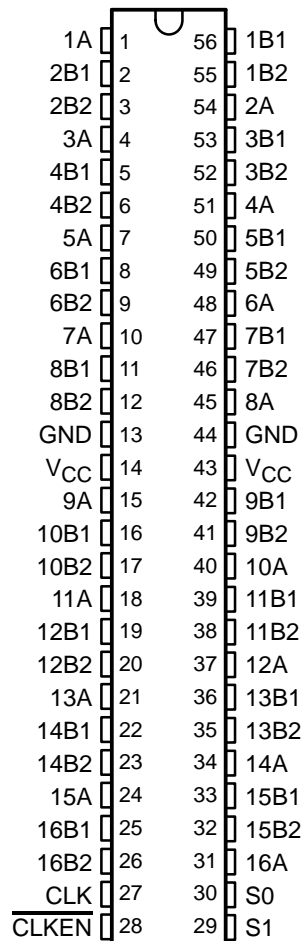 1A 1 56 1B1
2B1 2 55 1B2
2B2 3 54 2A
3A 4 53 3B1
4B1 5 52 3B2
4B2 6 51 4A
5A 7 50 5B1
6B1 8 49 5B2
6B2 9 48 6A
7A 10 47 7B1
8B1 11 46 7B2
8B2 12 45 8A
GND 13 44 GND
VCC 14 43 VCC
9A 15 42 9B1
10B1 16 41 9B2
10B2 17 40 10A
11A 18 39 11B1
12B1 19 38 11B2
12B2 20 37 12A
13A 21 36 13B1
14B1 22 35 13B2
14B2 23 34 14A
15A 24 33 15B1
16B1 25 32 15B2
16B2 26 31 16A
CLK 27 30 S0
CLKEN 28 29 S1